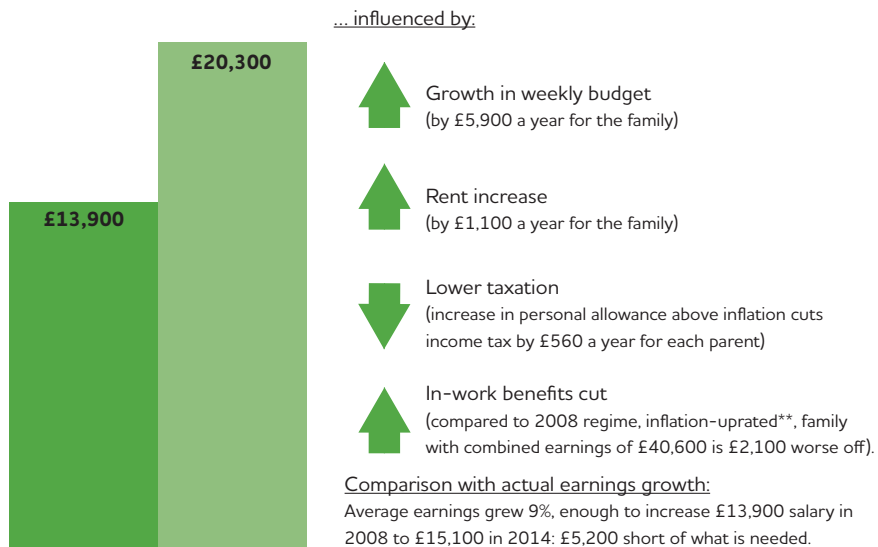 ... influenced by:
£20,300
£13,900
Growth in weekly budget
(by £5,900 a year for the family)
Rent increase
(by £1,100 a year for the family)
Lower taxation
(increase in personal allowance above inflation cuts
income tax by £560 a year for each parent)
In-work benefits cut
(compared to 2008 regime, inflation-uprated**, family
with combined earnings of £40,600 is £2,100 worse off).
Comparison with actual earnings growth:
Average earnings grew 9%, enough to increase £13,900 salary in
2008 to £15,100 in 2014: £5,200 short of what is needed.